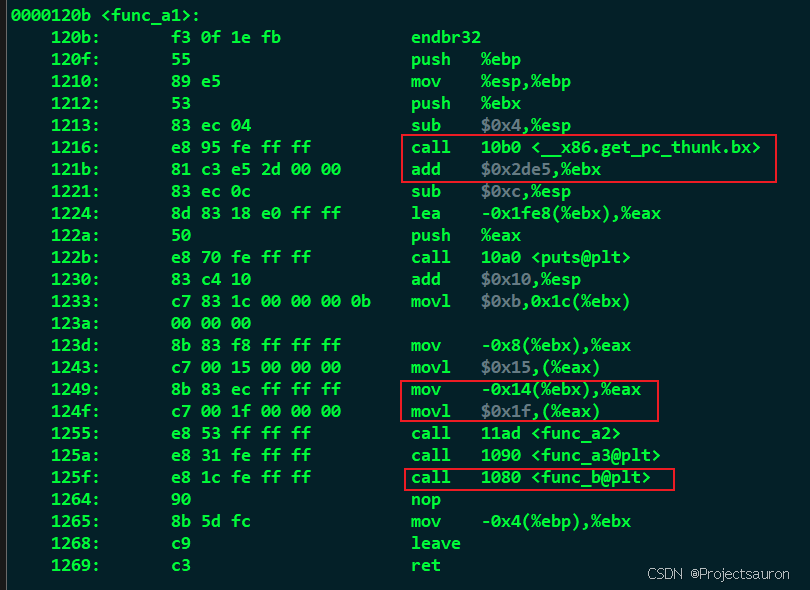 0000120b <func_a1>:
120b: f3 0f 1e fb endbr32
120f: 55 push %ebp
1210: 89 e5 mov %esp,%ebp
1212: 53 push %ebx
1213: 83 ec 04 sub $0x4,%esp
1216: e8 95 fe ff ff call 10b0 <__x86.get_pc_thunk.bx>
121b: 81 c3 e5 2d 00 00 add $0x2de5,%ebx
1221: 83 ec 0c sub $0xc,%esp
1224: 8d 83 18 e0 ff ff lea -0x1fe8(%ebx),%eax
122a: 50 push %eax
122b: e8 70 fe ff ff call 10a0 <puts@plt>
1230: 83 c4 10 add $0x10,%esp
1233: c7 83 1c 00 00 00 0b movl $0xb,0x1c(%ebx)
123a: 00 00 00
123d: 8b 83 f8 ff ff ff mov -0x8(%ebx),%eax
1243: c7 00 15 00 00 00 movl $0x15,(%eax)
1249: 8b 83 ec ff ff ff mov -0x14(%ebx),%eax
124f: c7 00 1f 00 00 00 movl $0x1f,(%eax)
1255: e8 53 ff ff ff call 11ad <func_a2>
125a: e8 31 fe ff ff call 1090 <func_a3@plt>
125f: e8 1c fe ff ff call 1080 <func_b@plt>
1264: 90 nop
1265: 8b 5d fc mov -0x4(%ebp),%ebx
1268: c9 leave
1269: c3 ret
CSDN @Projectsauron